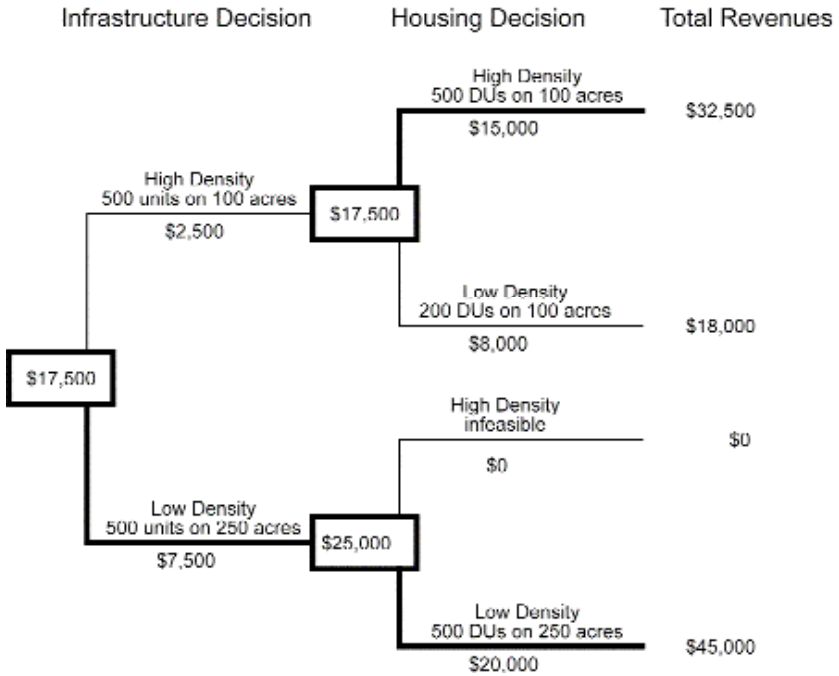 Infrastructure Decision Housing Decision Total Revenues
High Density
500 DUs on 100 acres
$15,000
$32,500
High Density
500 units on 100 acres
$2,500
$17,500
Low Density
200 DUs on 100 acres
$8,000
$18,000
$17,500
High Density
infeasible
$0
$0
Low Density
500 units on 250 acres
$7,500
$25,000
Low Density
500 DUs on 250 acres
$20,000
$45,000